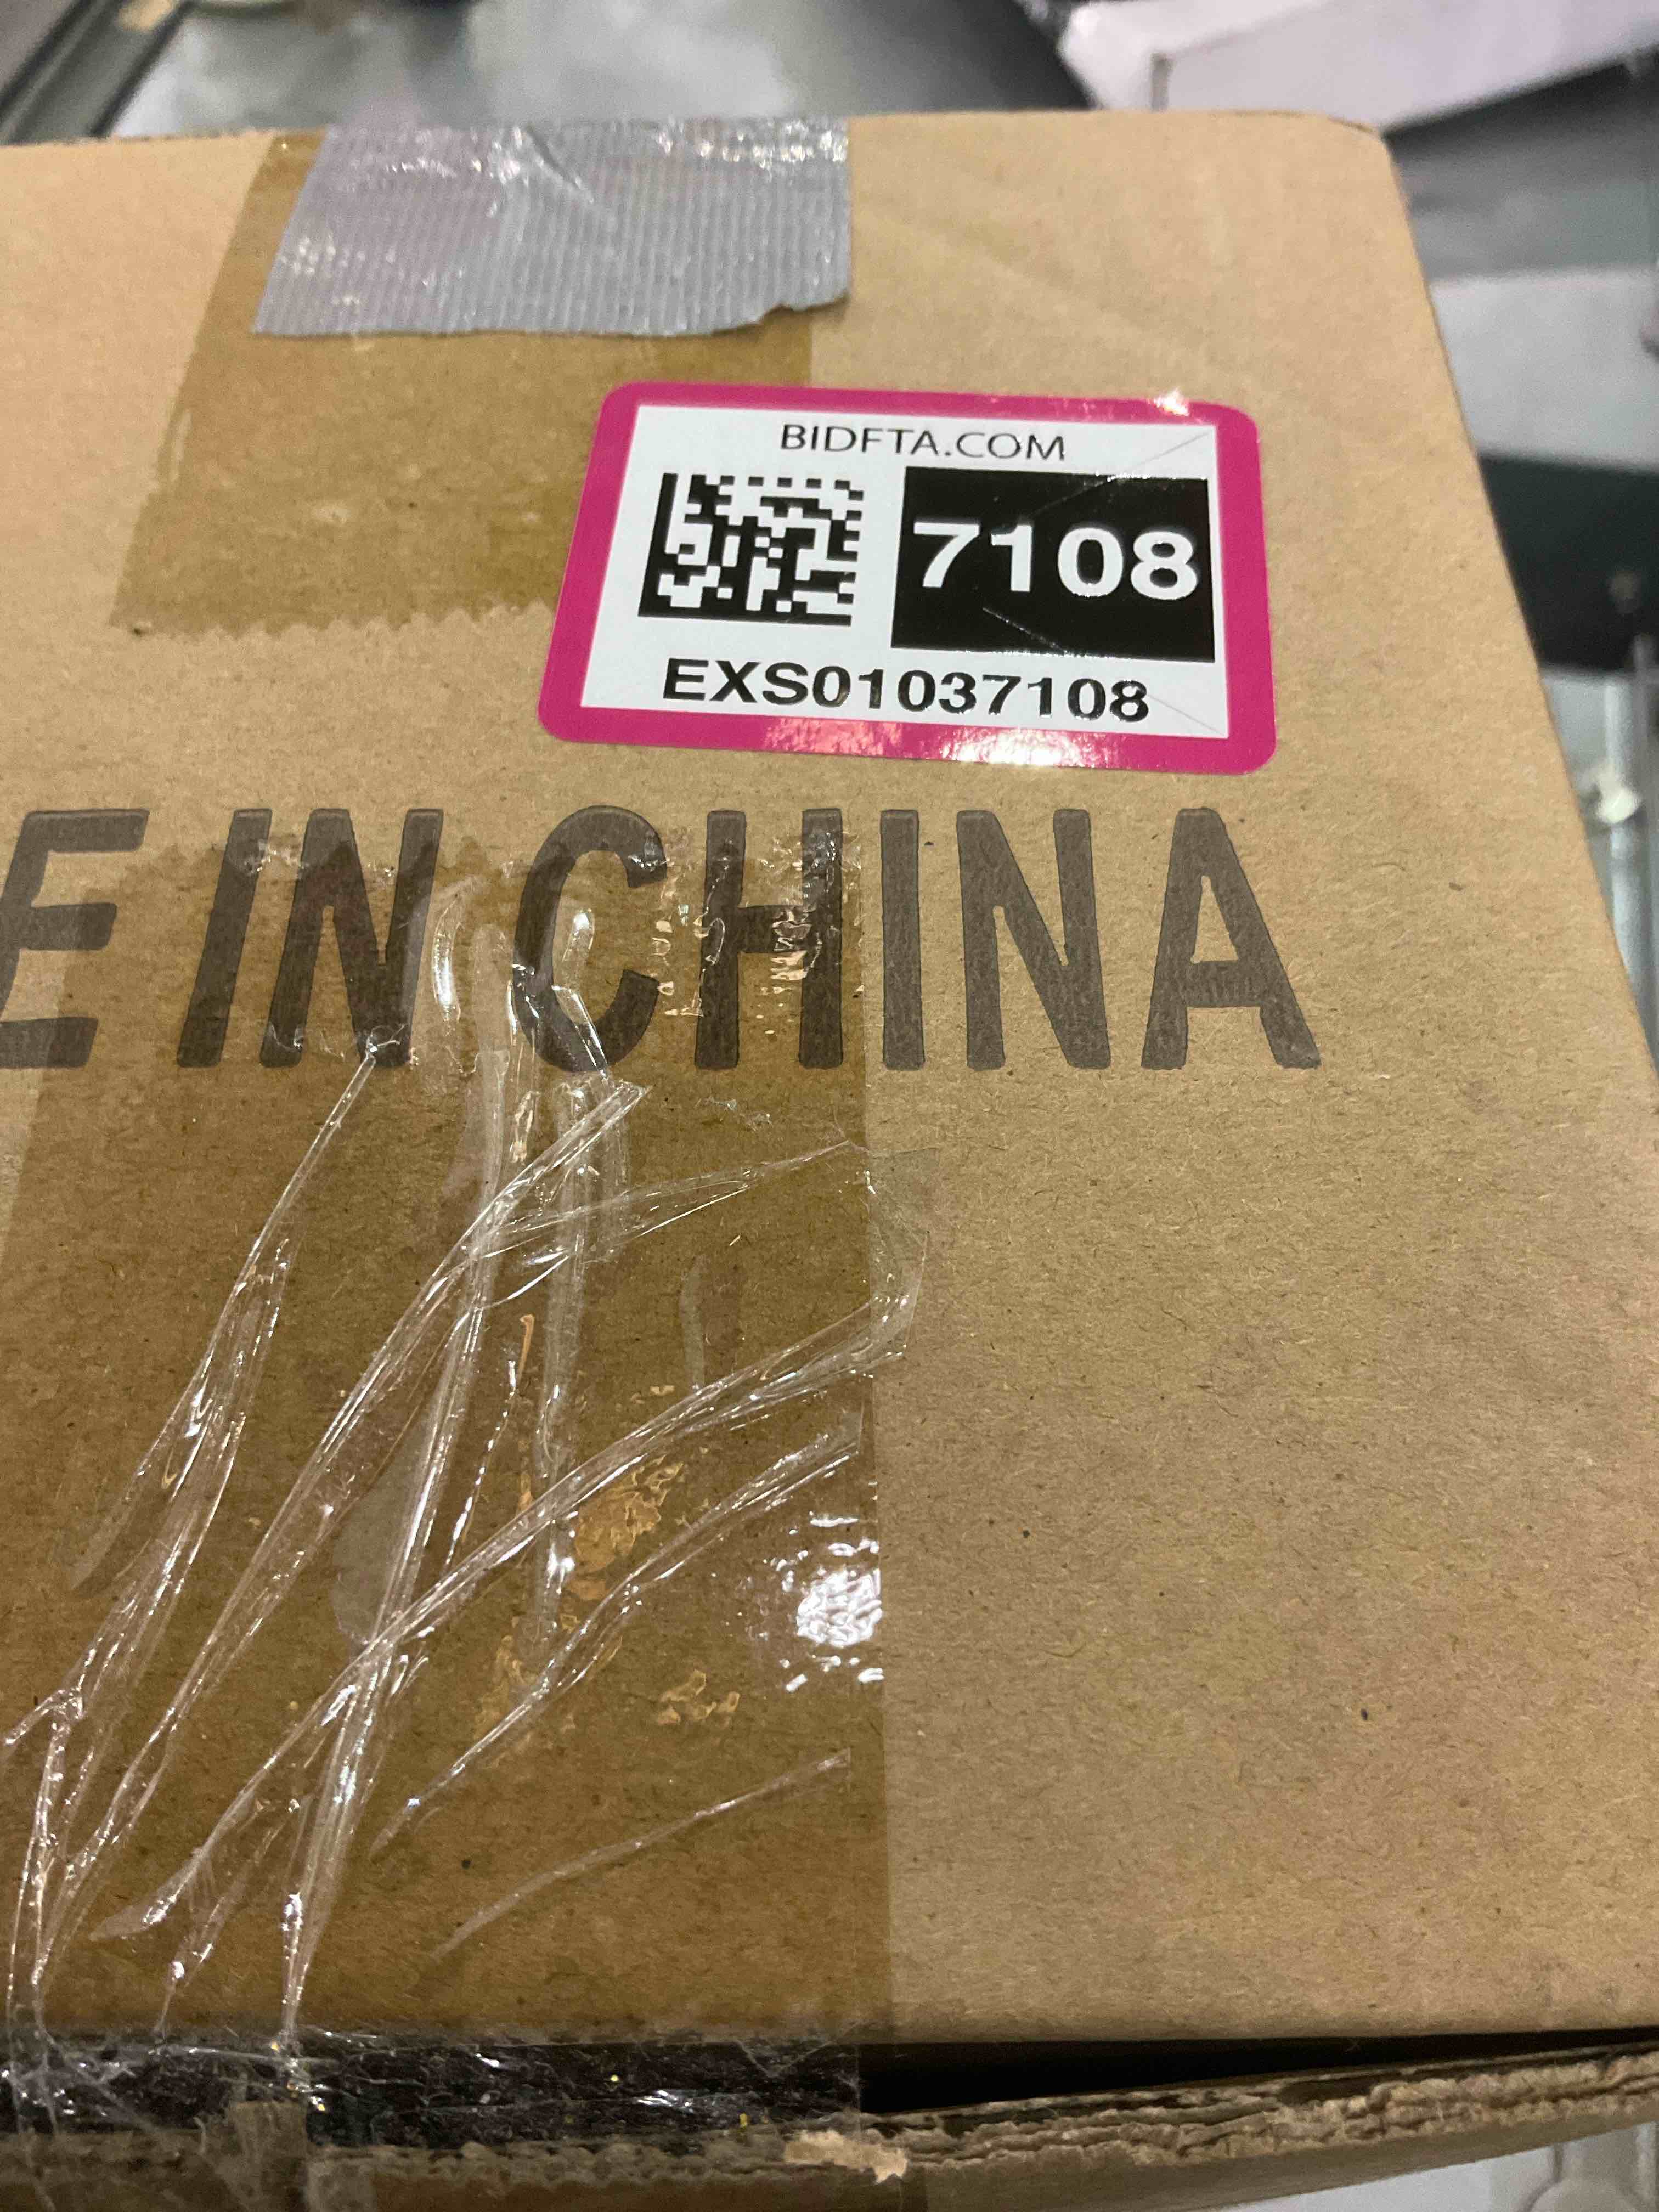 BIDFTA.COM
7108
EXS01037108
E IN CHINA